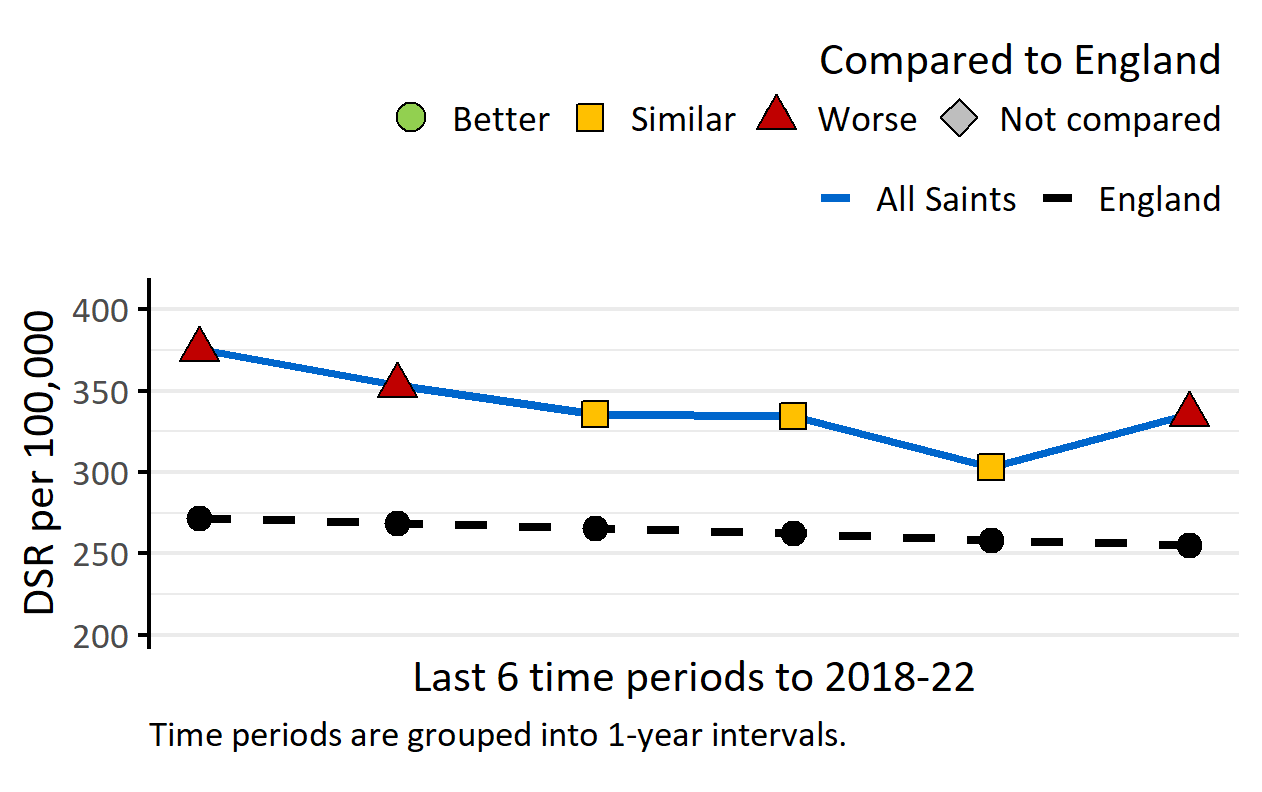 Compared to England
Better Similar Worse Not compared
All Saints England
DSR per 100,000
400
350
300
250
200
Last 6 time periods to 2018-22
Time periods are grouped into 1-year intervals.